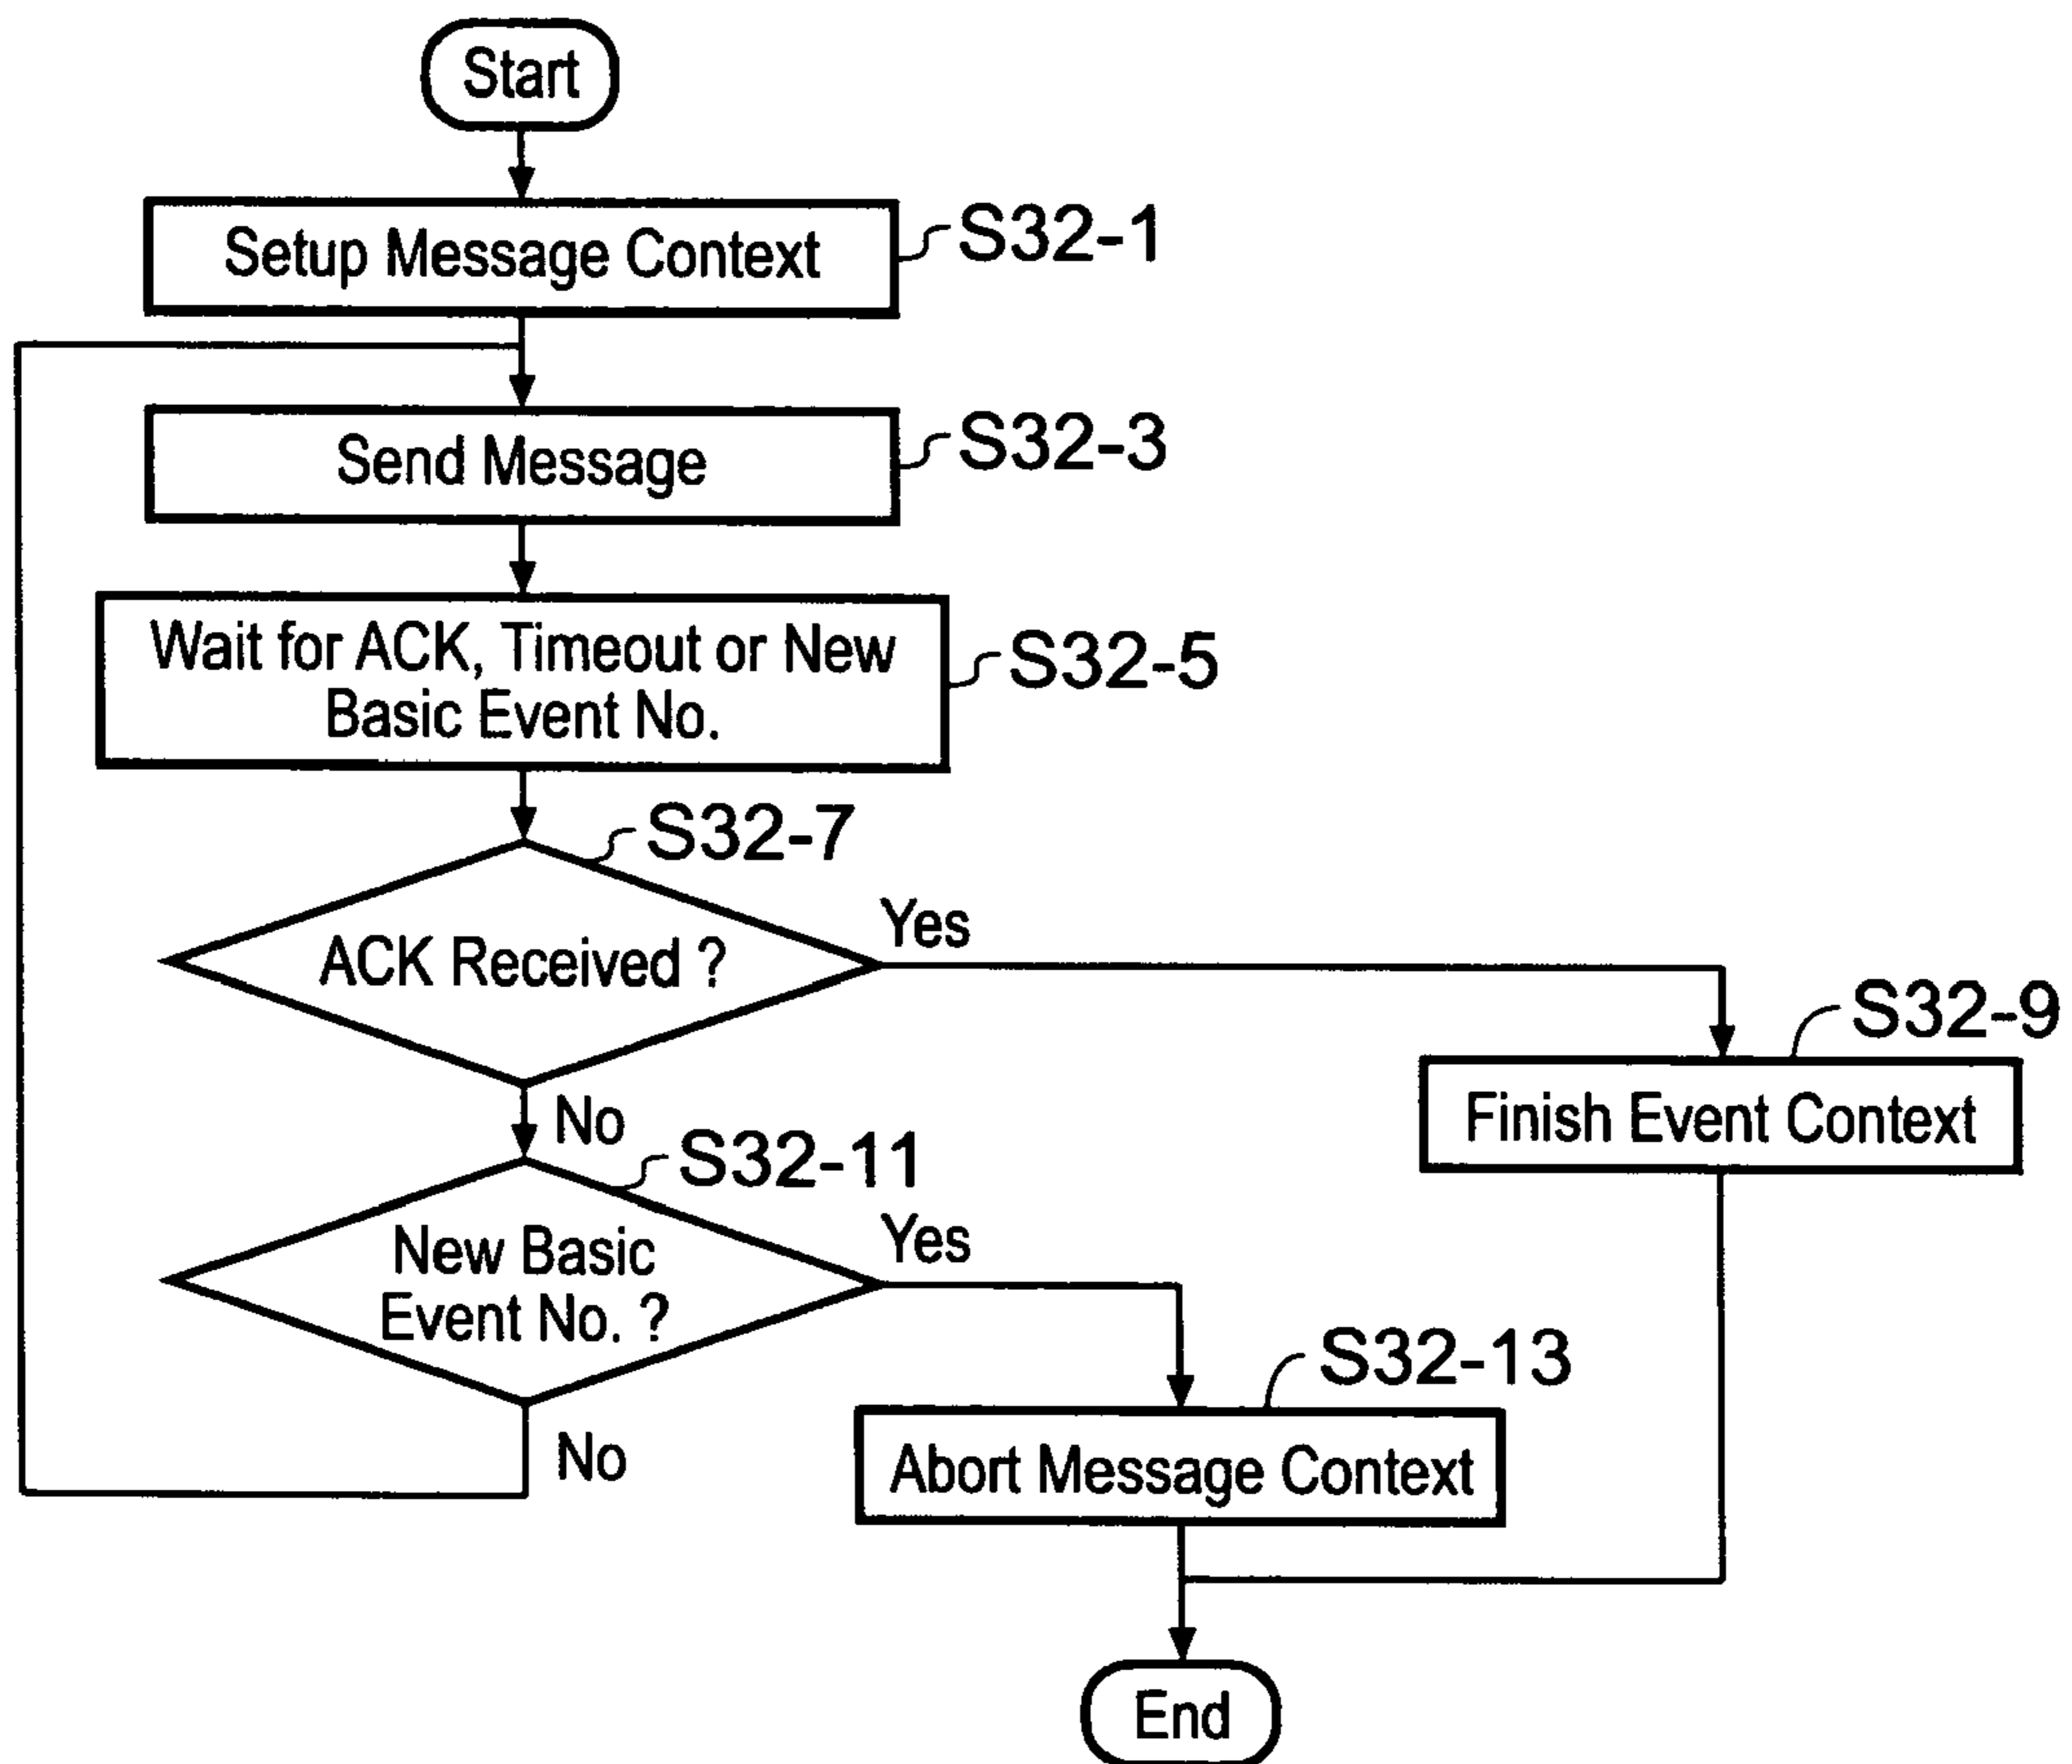 Start
Setup Message Context
S32-1
Send Message
S32-3
Wait for ACK, Timeout or New
Basic Event No.
S32-5
S32-7
ACK Received ?
Yes
No
S32-9
Finish Event Context
S32-11
New Basic
Event No. ?
Yes
No
S32-13
Abort Message Context
End